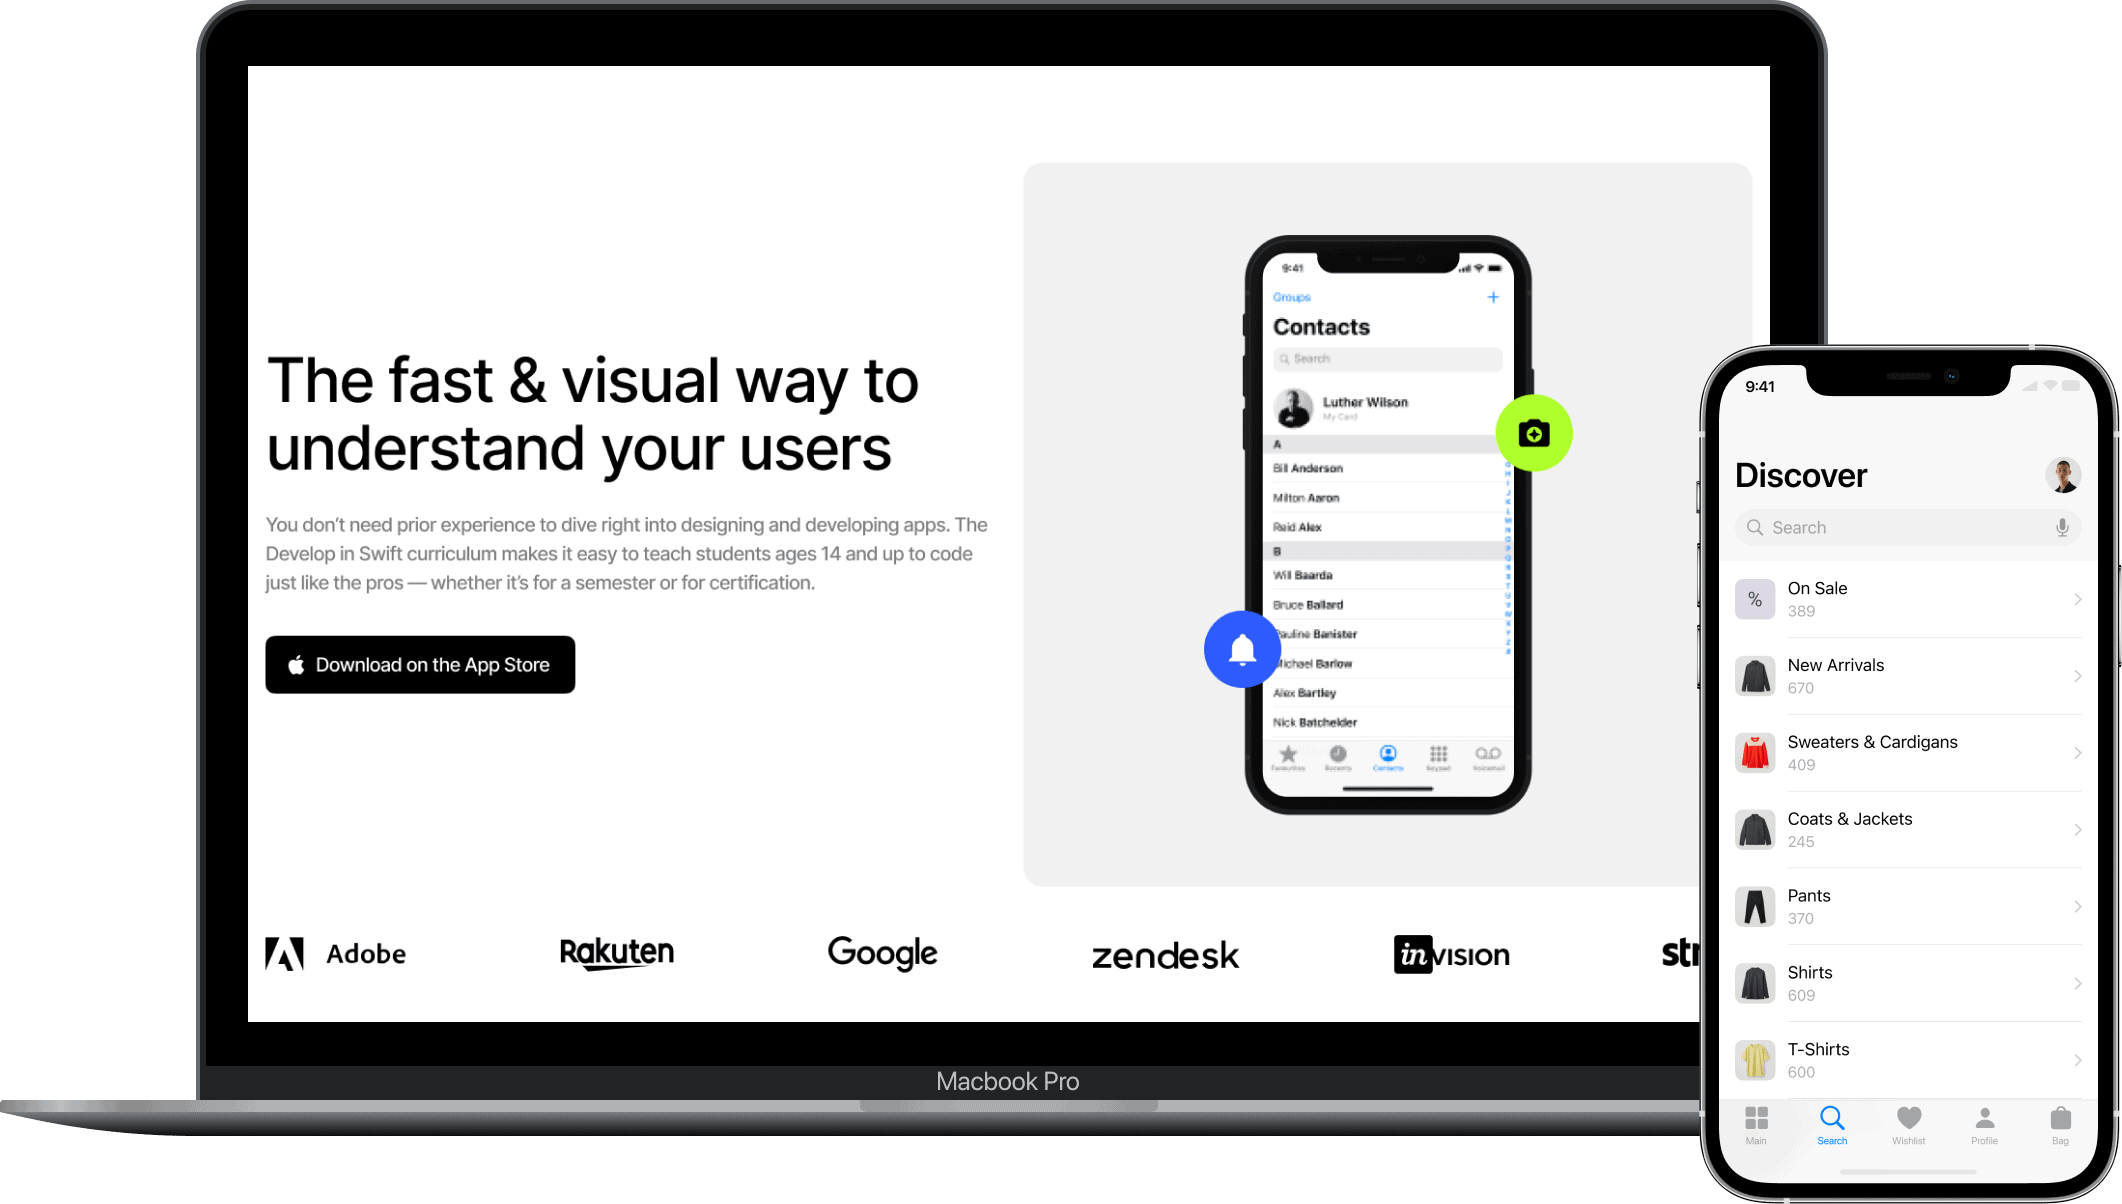 The fast & visual way to
understand your users
You don't need prior experience to dive right into designing and developing apps. The
Develop in Swift curriculum makes it easy to teach students ages 14 and up to code
just like the pros — whether it's for a semester or for certification.
Download on the App Store
9:41
Groups
Contacts
Search
Luther Wilson
My Card
A
Bill Anderson
Milton Aaron
Reid Alex
B
Will Baarda
Bruce Ballard
Pauline Banister
Michael Barlow
Alex Bartley
Nick Batchelder
Favorites Recents Contacts Keypad Voicemail
Adobe Rakuten Google zendesk invision str
Macbook Pro
9:41
Discover
Search
%
On Sale
389
New Arrivals
670
Sweaters & Cardigans
409
Coats & Jackets
245
Pants
370
Shirts
609
T-Shirts
600
Main Search Wishlist Profile Bag